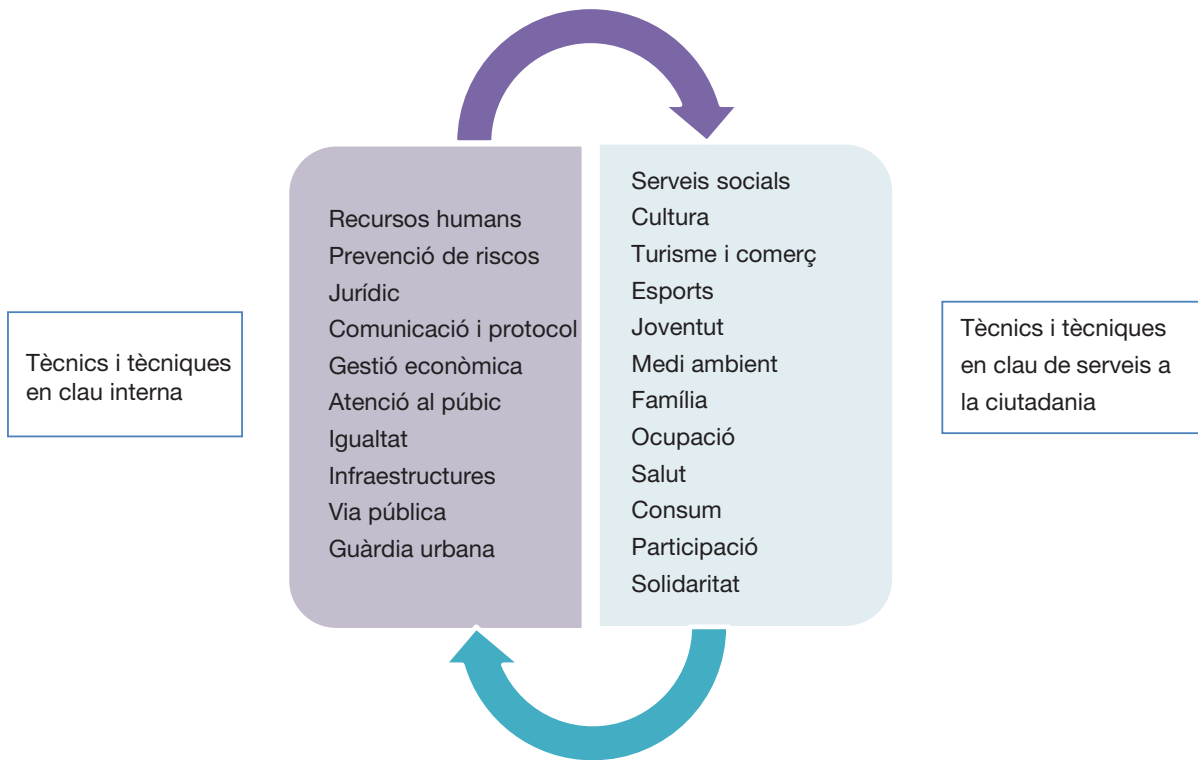 Tècnics i tècniques
en clau interna
Recursos humans
Prevenció de riscos
Jurídic
Comunicació i protocol
Gestió econòmica
Atenció al púbic
Igualtat
Infraestructures
Via pública
Guàrdia urbana
Serveis socials
Cultura
Turisme i comerç
Esports
Joventut
Medi ambient
Família
Ocupació
Salut
Consum
Participació
Solidaritat
Tècnics i tècniques
en clau de serveis a
la ciutadania